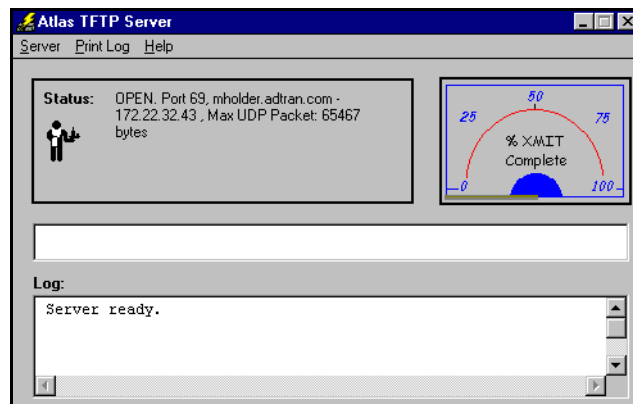 Atlas TFTP Server
Server Print Log Help
Status: OPEN. Port 69, mholder.adtran.com -
172.22.32.43 , Max UDP Packet: 65467
bytes
50
25 75
% XMIT
Complete
0 100
Log:
Server ready.